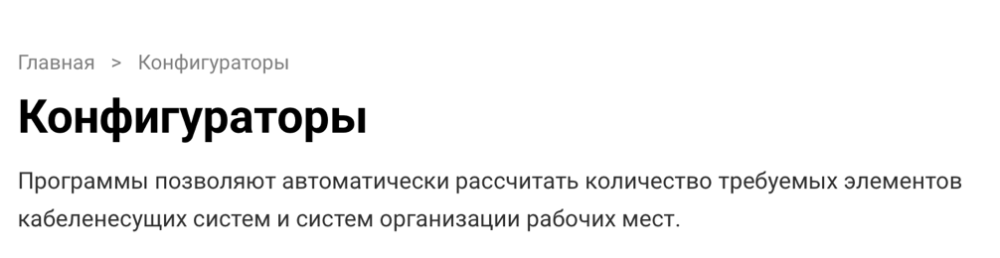 Главная > Конфигураторы
Конфигураторы
Программы позволяют автоматически рассчитать количество требуемых элементов
кабеленесущих систем и систем организации рабочих мест.